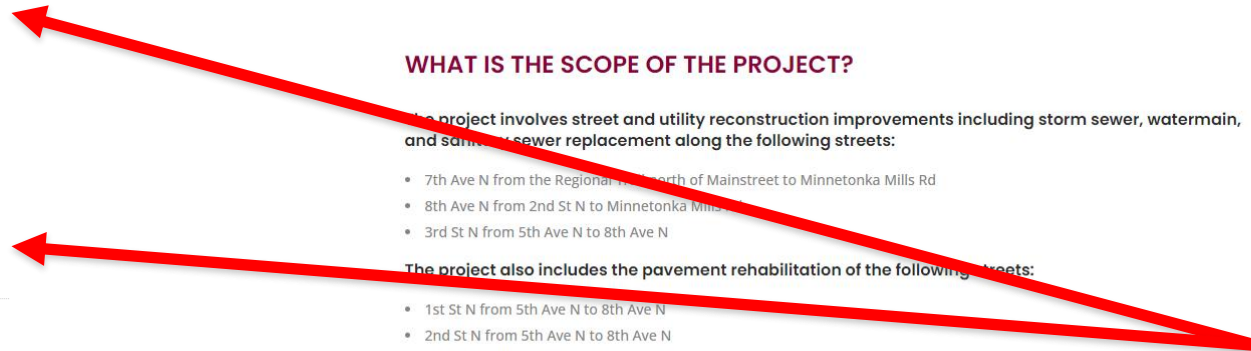 WHAT IS THE SCOPE OF THE PROJECT?
project involves street and utility reconstruction improvements including storm sewer, watermain,
and sewer replacement along the following streets:
• 7th Ave N from the Regional north of Mainstreet to Minnetonka Mills Rd
• 8th Ave N from 2nd St N to Minnetonka Mills
• 3rd St N from 5th Ave N to 8th Ave N
The project also includes the pavement rehabilitation of the following streets:
• 1st St N from 5th Ave N to 8th Ave N
• 2nd St N from 5th Ave N to 8th Ave N